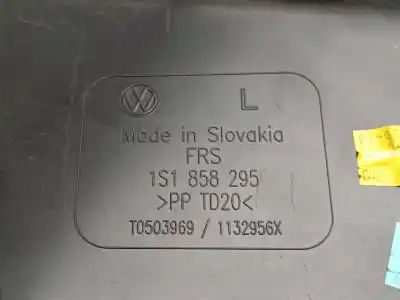 L
Made in Slovakia
FRS
1S1 858 295
>PP TD20<
T0503969 / 1132956X